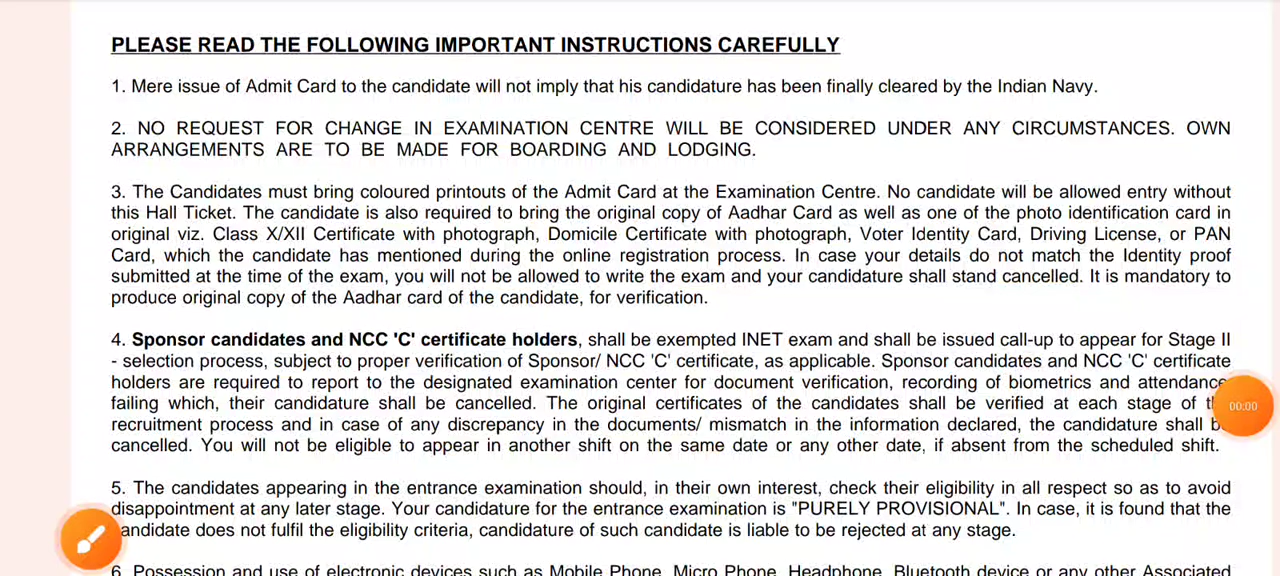 PLEASE READ THE FOLLOWING IMPORTANT INSTRUCTIONS CAREFULLY
1. Mere issue of Admit Card to the candidate will not imply that his candidature has been finally cleared by the Indian Navy.
2. NO REQUEST FOR CHANGE IN EXAMINATION CENTRE WILL BE CONSIDERED UNDER ANY CIRCUMSTANCES. OWN
ARRANGEMENTS ARE TO BE MADE FOR BOARDING AND LODGING.
3. The Candidates must bring coloured printouts of the Admit Card at the Examination Centre. No candidate will be allowed entry without
this Hall Ticket. The candidate is also required to bring the original copy of Aadhar Card as well as one of the photo identification card in
original viz. Class X/XII Certificate with photograph, Domicile Certificate with photograph, Voter Identity Card, Driving License, or PAN
Card, which the candidate has mentioned during the online registration process. In case your details do not match the Identity proof
submitted at the time of the exam, you will not be allowed to write the exam and your candidature shall stand cancelled. It is mandatory to
produce original copy of the Aadhar card of the candidate, for verification.
4. Sponsor candidates and NCC 'C' certificate holders, shall be exempted INET exam and shall be issued call-up to appear for Stage II
- selection process, subject to proper verification of Sponsor/ NCC 'C' certificate, as applicable. Sponsor candidates and NCC 'C' certificate
holders are required to report to the designated examination center for document verification, recording of biometrics and attendance
failing which, their candidature shall be cancelled. The original certificates of the candidates shall be verified at each stage of
recruitment process and in case of any discrepancy in the documents/ mismatch in the information declared, the candidature shall
cancelled. You will not be eligible to appear in another shift on the same date or any other date, if absent from the scheduled shift.
00:00
5. The candidates appearing in the entrance examination should, in their own interest, check their eligibility in all respect so as to avoid
disappointment at any later stage. Your candidature for the entrance examination is "PURELY PROVISIONAL". In case, it is found that the
candidate does not fulfil the eligibility criteria, candidature of such candidate is liable to be rejected at any stage.
6. Possession and use of electronic devices such as Mobile Phone, Micro Phone, Headphone, Bluetooth device or any other Associated